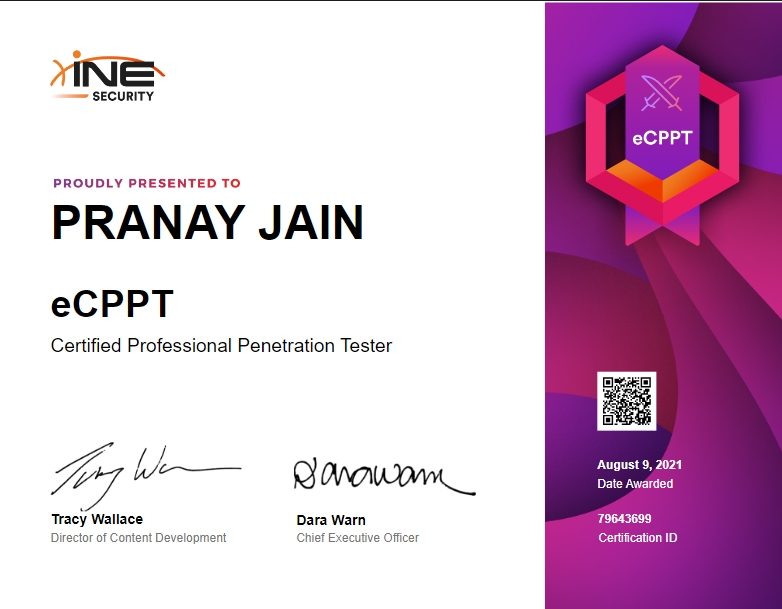 INE
SECURITY
PROUDLY PRESENTED TO
PRANAY JAIN
eCPPT
Certified Professional Penetration Tester
Tracy Wallace
Director of Content Development
Dara Warn
Chief Executive Officer
eCPPT
August 9, 2021
Date Awarded
79643699
Certification ID